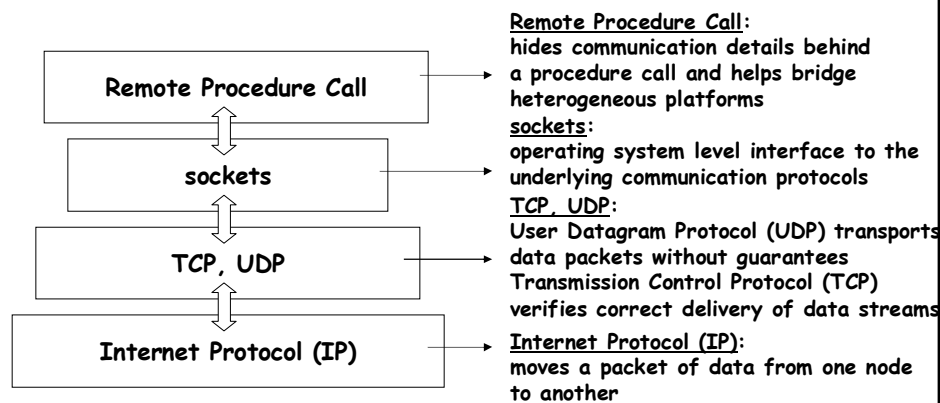 Remote Procedure Call
sockets
TCP, UDP
Internet Protocol (IP)
Remote Procedure Call:
hides communication details behind
a procedure call and helps bridge
heterogeneous platforms
sockets:
operating system level interface to the
underlying communication protocols
TCP, UDP:
User Datagram Protocol (UDP) transports
data packets without guarantees
Transmission Control Protocol (TCP)
verifies correct delivery of data streams
Internet Protocol (IP):
moves a packet of data from one node
to another